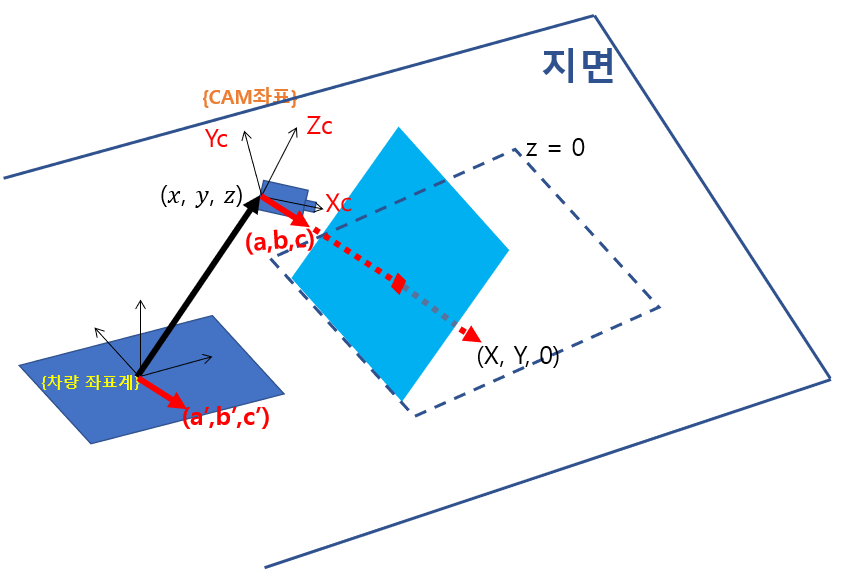 지면
{CAM좌표}
Zc
Yc
z = 0
(x, y, z)
Xc
(a,b,c)
(X, Y, 0)
{차량 좌표계}
(a’,b’,c’)